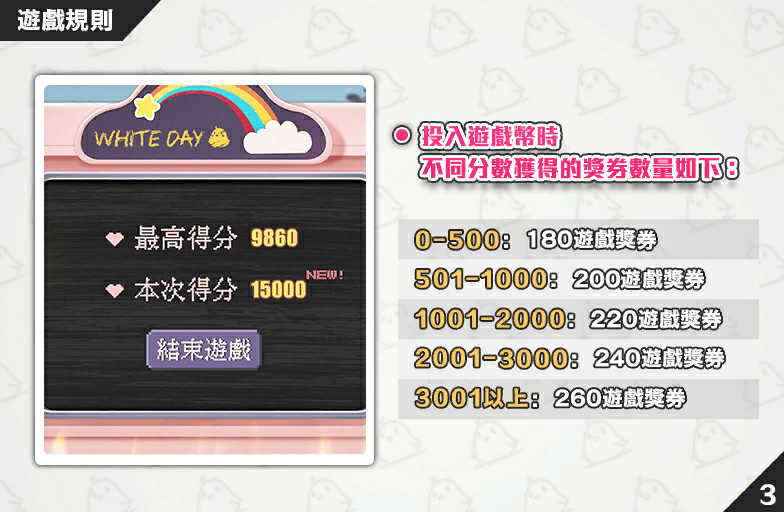 遊戲規則
WHITE DAY
最高得分 9860
NEW!
本次得分 15000
結束遊戲
投入遊戲幣時
不同分數獲得的獎券數量如下：
0-500：180遊戲獎券
501-1000：200遊戲獎券
1001-2000：220遊戲獎券
2001-3000：240遊戲獎券
3001以上：260遊戲獎券
3